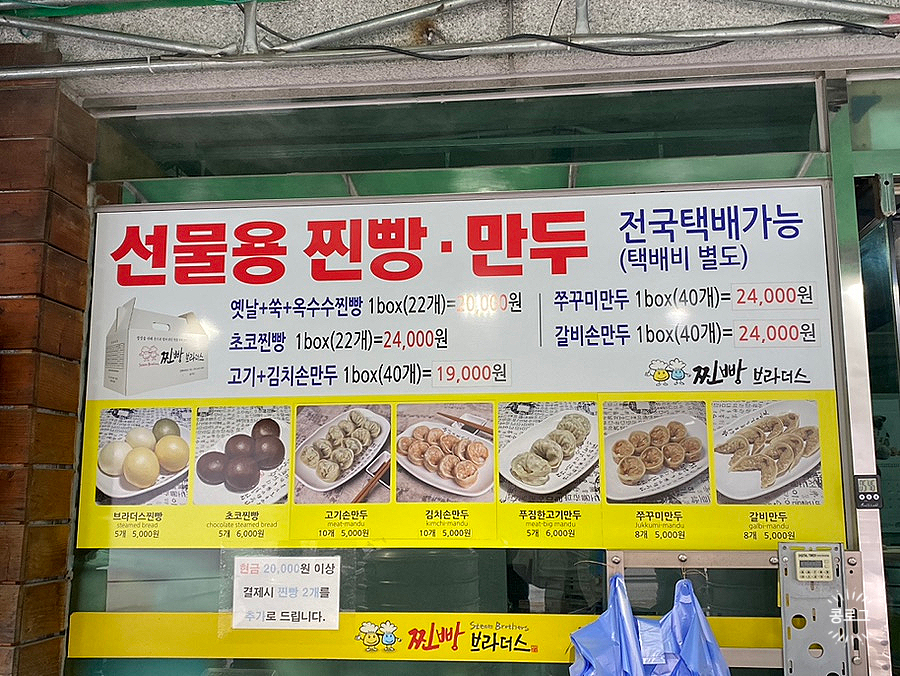 선물용 찐빵·만두
전국택배가능
(택배비 별도)
옛날+쑥+옥수수찐빵 1box(22개)=20,000원
초코찐빵 1box(22개)=24,000원
고기+김치손만두 1box(40개)=19,000원
쭈꾸미만두 1box(40개)=24,000원
갈비손만두 1box(40개)=24,000원
찐빵 브라더스
찐빵 브라더스
브라더스찐빵
steamed bread
5개 5,000원
초코찐빵
chocolate steamed bread
5개 6,000원
고기손만두
meat-mandu
10개 5,000원
김치손만두
kimchi-mandu
10개 5,000원
푸짐한고기만두
meat-big mandu
5개 6,000원
쭈꾸미만두
Jukkumi-mandu
8개 5,000원
갈비만두
galbi-mandu
8개 5,000원
현금 20,000원 이상
결제시 찐빵 2개를
추가로 드립니다.
Steam Brothers
찐빵 브라더스
콩로그